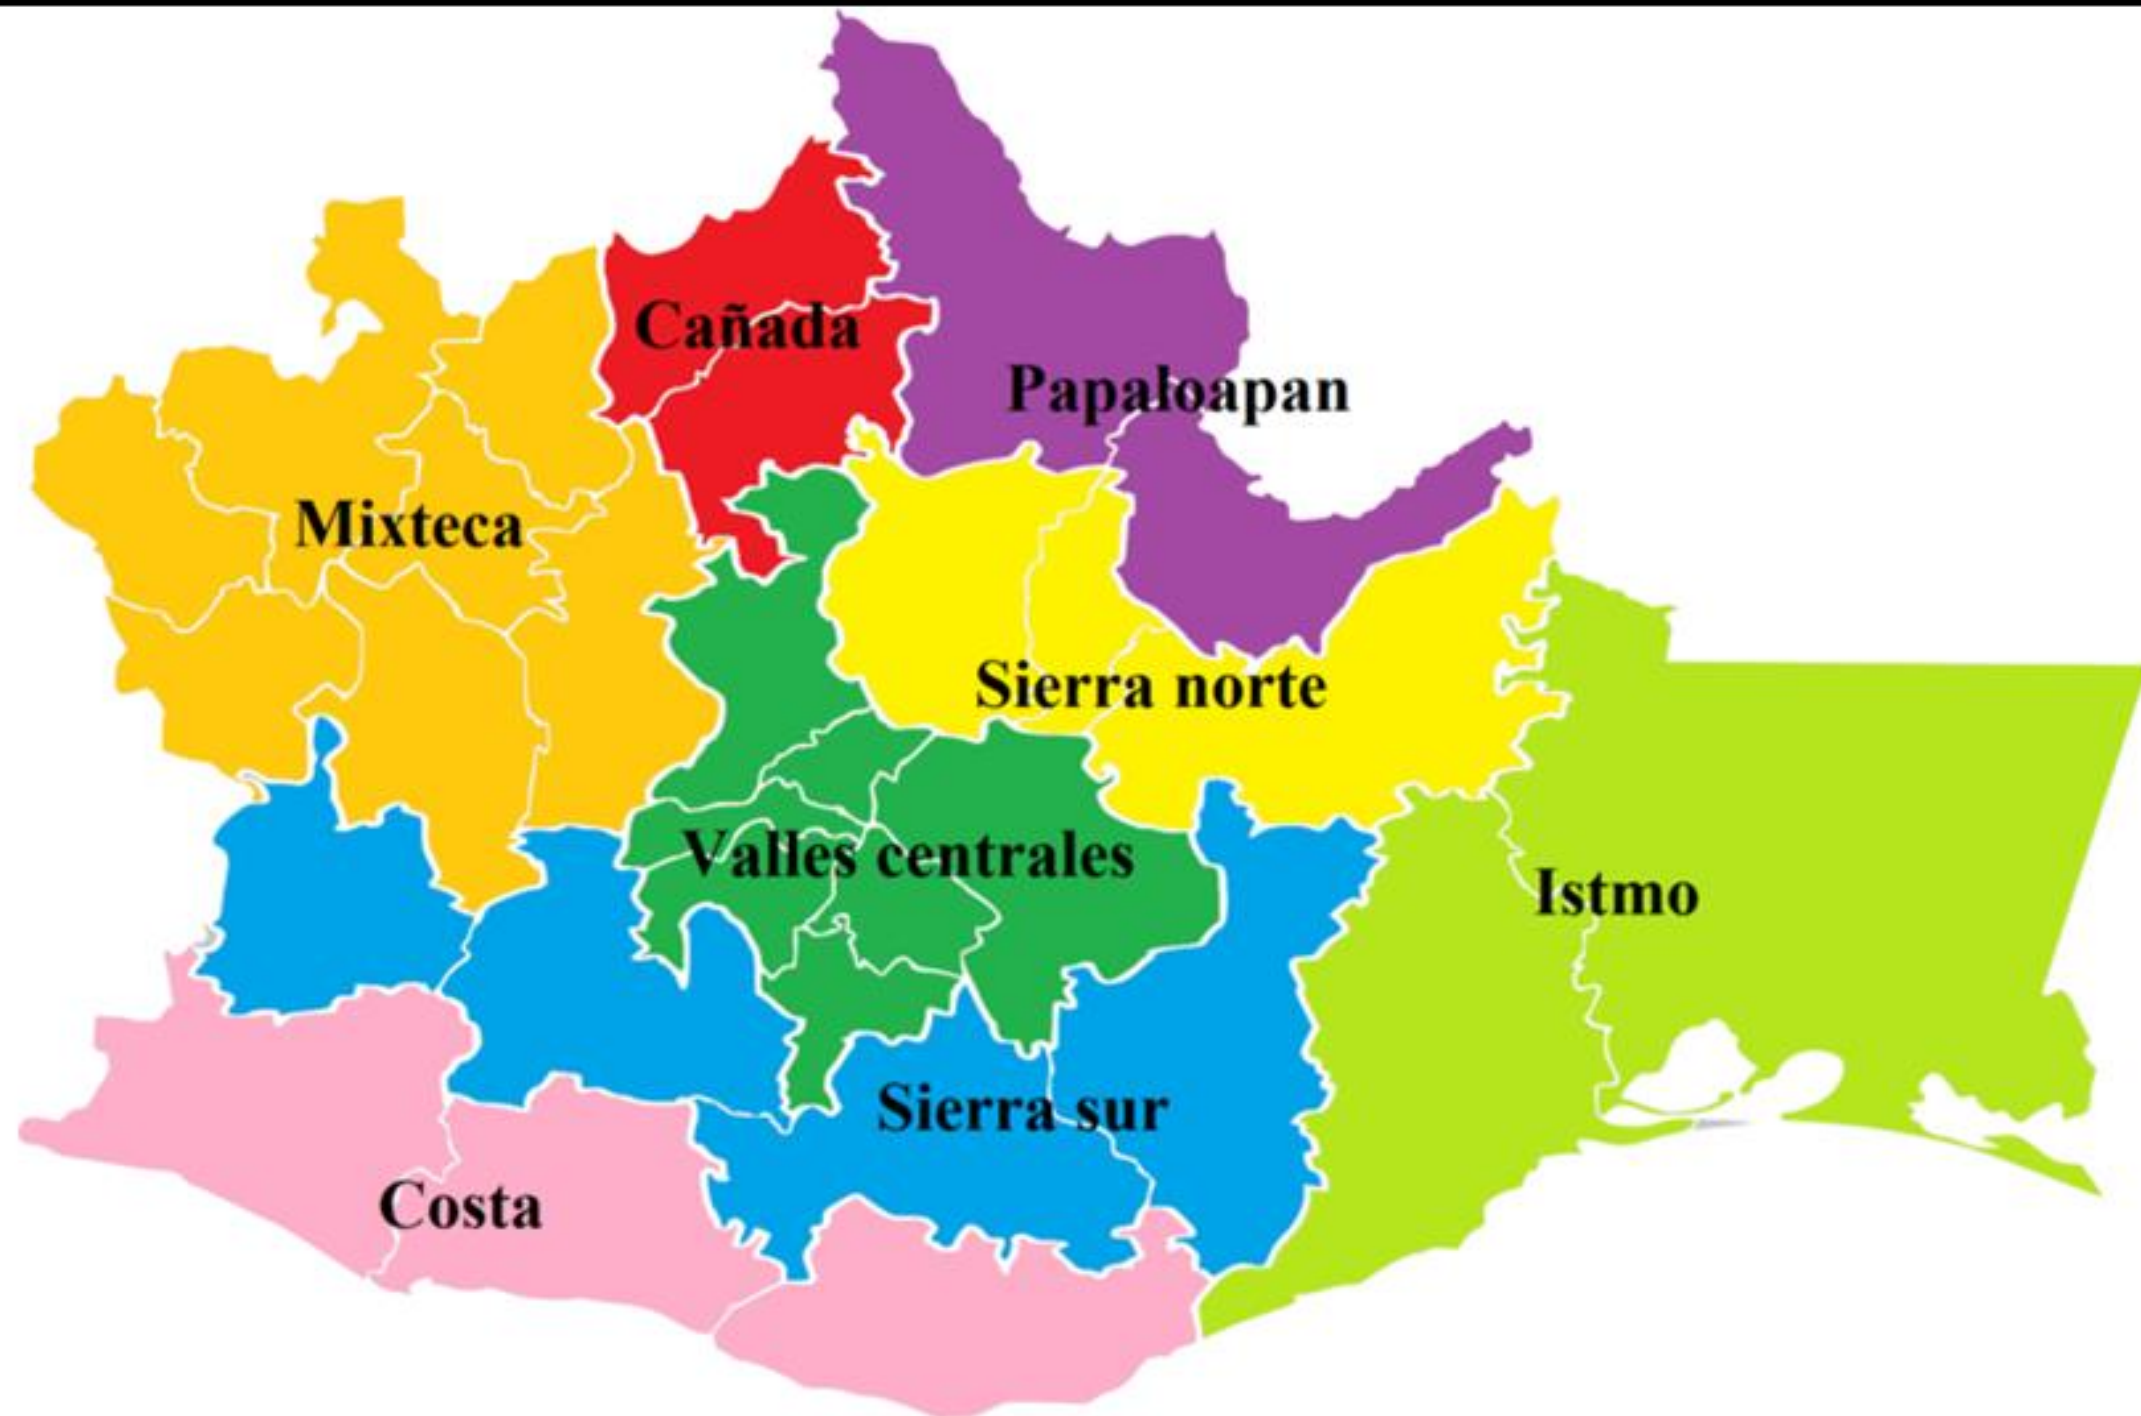 Cañada
Papaloapan
Mixteca
Sierra norte
Valles centrales
Istmo
Sierra sur
Costa